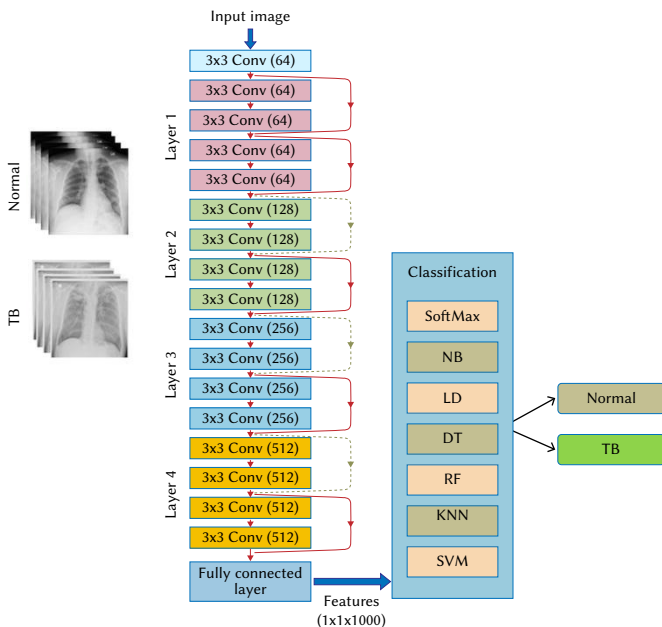 Input image
3x3 Conv (64)
Layer 1
3x3 Conv (64)
3x3 Conv (64)
3x3 Conv (64)
3x3 Conv (64)
Layer 2
3x3 Conv (128)
3x3 Conv (128)
3x3 Conv (128)
3x3 Conv (128)
Layer 3
3x3 Conv (256)
3x3 Conv (256)
3x3 Conv (256)
3x3 Conv (256)
Layer 4
3x3 Conv (512)
3x3 Conv (512)
3x3 Conv (512)
3x3 Conv (512)
Fully connected
layer
Normal
TB
Features
(1x1x1000)
Classification
SoftMax
NB
LD
DT
RF
KNN
SVM
Normal
TB